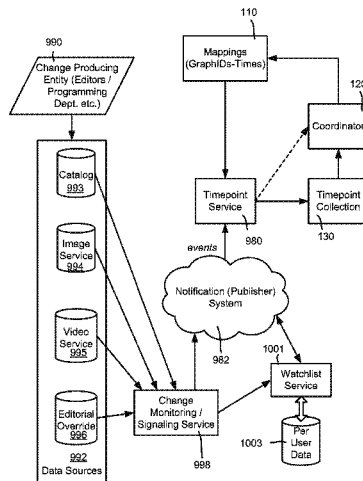 990
Change Producing
Entity (Editors /
Programming
Dept. etc.)
110
Mappings
(GraphIDs-Times)
120
Coordinator
Catalog
993
Timepoint
Service
980
Timepoint
Collection
130
Image
Service
994
events
Notification (Publisher)
System
982
Video
Service
995
1001
Watchlist
Service
Editorial
Override
996
992
Data Sources
Change
Monitoring /
Signaling Service
998
Per
User
Data
1003